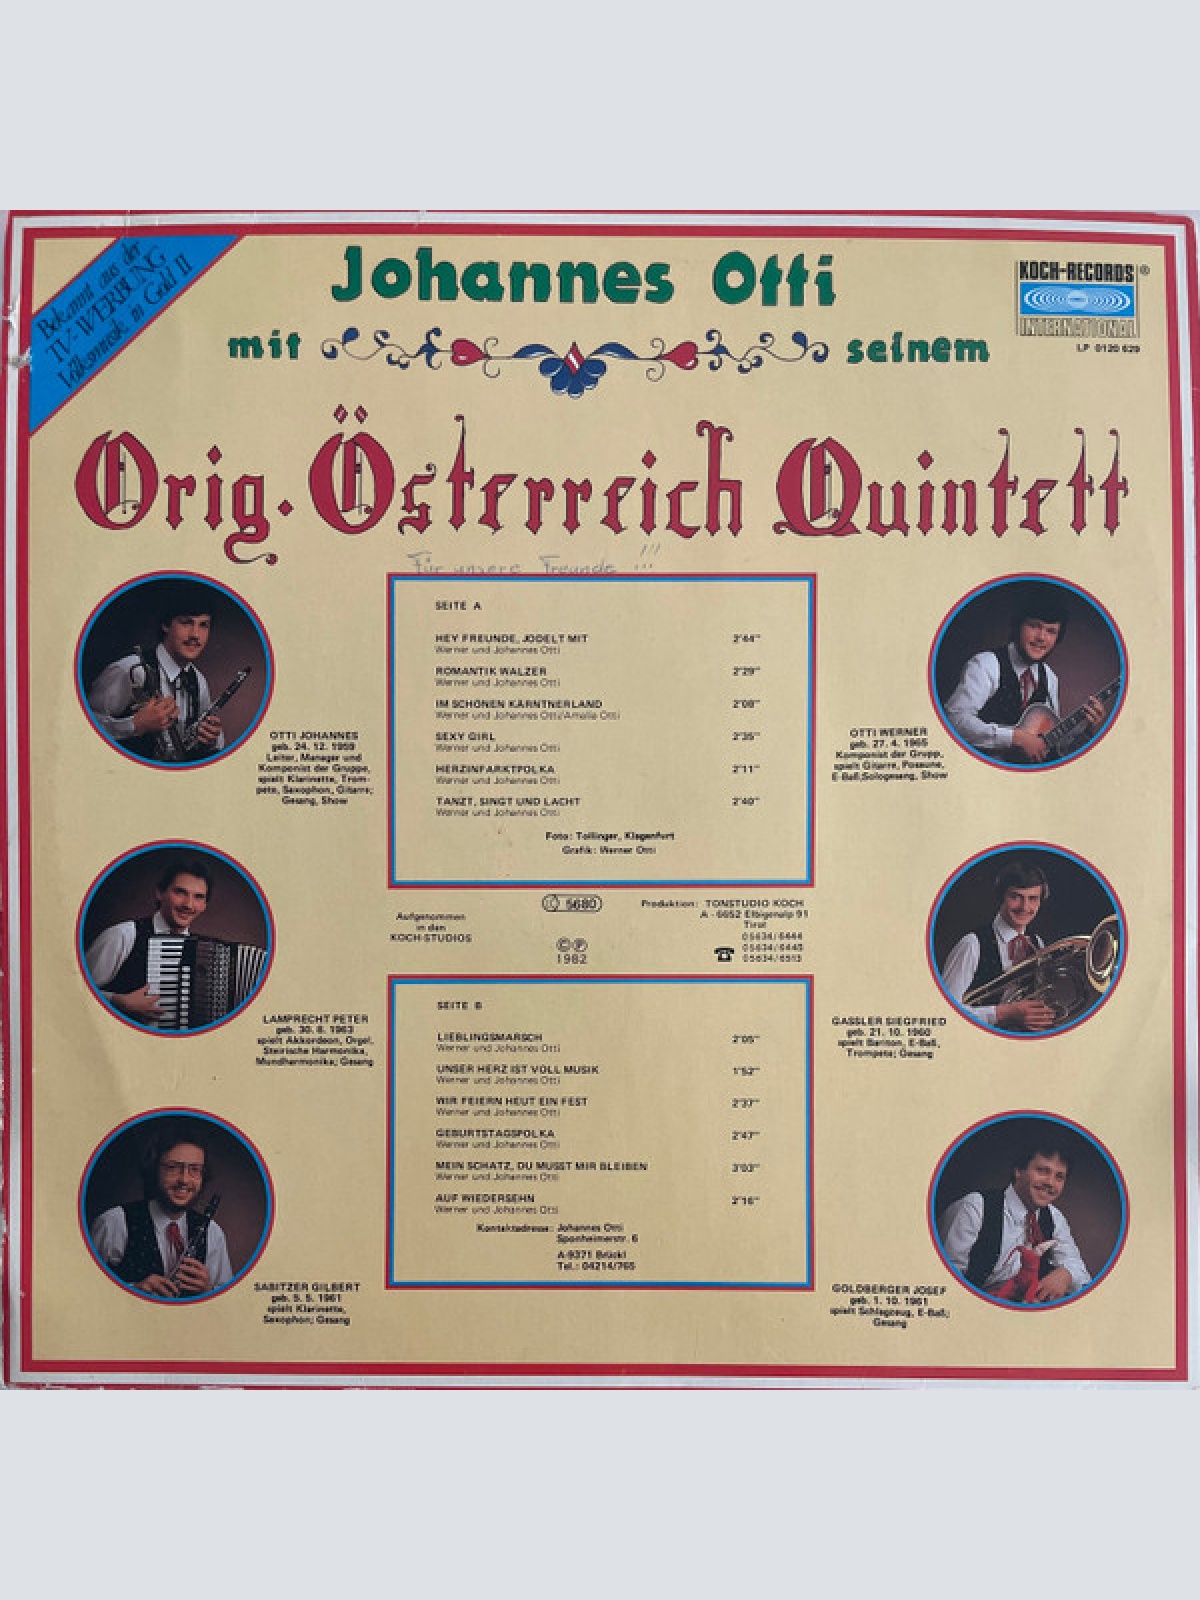 Bekannt aus der
TV-WERBUNG
Volksmusik in Gold II
Johannes Otti
KOCH-RECORDS ®
INTERNATIONAL
LP 0120 629
mit seinem
Orig. Österreich Quintett
Für unsere Freunde !!!
SEITE A
HEY FREUNDE, JODELT MIT 2'44"
Werner und Johannes Otti
ROMANTIK WALZER 2'29"
Werner und Johannes Otti
IM SCHÖNEN KÄRNTNERLAND 2'08"
Werner und Johannes Otti/Amalia Otti
SEXY GIRL 2'35"
Werner und Johannes Otti
HERZINFARKTPOLKA 2'11"
Werner und Johannes Otti
TANZT, SINGT UND LACHT 2'40"
Werner und Johannes Otti
Foto: Tollinger, Klagenfurt
Grafik: Werner Otti
OTTI JOHANNES
geb. 24. 12. 1959
Leiter, Manager und
Komponist der Gruppe,
spielt Klarinette, Trom-
pete, Saxophon, Gitarre;
Gesang, Show
OTTI WERNER
geb. 27. 4. 1965
Komponist der Grupp,
spielt Gitarre, Posaune,
E-Baß;Sologesang, Show
Aufgenommen
in den
KOCH-STUDIOS
LC 5680
©℗
1982
Produktion: TONSTUDIO KOCH
A - 6652 Elbigenalp 91
Tirol
05634/6444
05634/6445
05634/6513
LAMPRECHT PETER
geb. 30. 8. 1963
spielt Akkordeon, Orgel,
Steirische Harmonika,
Mundharmonika; Gesang
GASSLER SIEGFRIED
geb. 21. 10. 1960
spielt Bariton, E-Baß,
Trompete; Gesang
SEITE B
LIEBLINGSMARSCH 2'05"
Werner und Johannes Otti
UNSER HERZ IST VOLL MUSIK 1'52"
Werner und Johannes Otti
WIR FEIERN HEUT EIN FEST 2'37"
Werner und Johannes Otti
GEBURTSTAGSPOLKA 2'47"
Werner und Johannes Otti
MEIN SCHATZ, DU MUSST MIR BLEIBEN 3'03"
Werner und Johannes Otti
AUF WIEDERSEHN 2'16"
Werner und Johannes Otti
Kontaktadresse: Johannes Otti
Sponheimerstr. 6
A-9371 Brückl
Tel.: 04214/765
SABITZER GILBERT
geb. 5. 5. 1961
spielt Klarinette,
Saxophon; Gesang
GOLDBERGER JOSEF
geb. 1. 10. 1961
spielt Schlagzeug, E-Baß;
Gesang